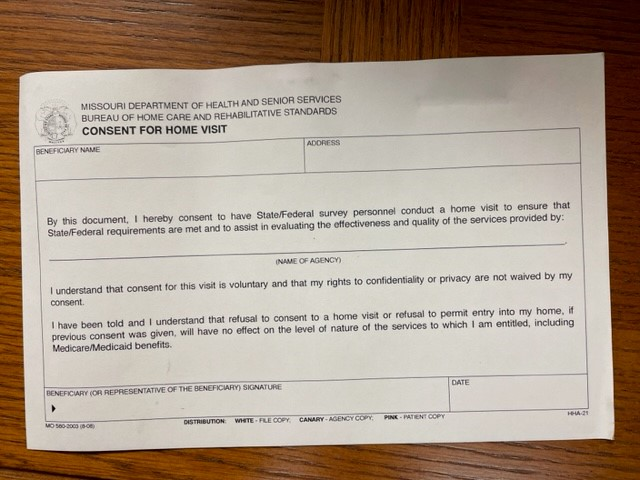 MISSOURI DEPARTMENT OF HEALTH AND SENIOR SERVICES
BUREAU OF HOME CARE AND REHABILITATIVE STANDARDS
CONSENT FOR HOME VISIT
BENEFICIARY NAME
ADDRESS
By this document, I hereby consent to have State/Federal survey personnel conduct a home visit to ensure that
State/Federal requirements are met and to assist in evaluating the effectiveness and quality of the services provided by:
(NAME OF AGENCY)
I understand that consent for this visit is voluntary and that my rights to confidentiality or privacy are not waived by my
consent.
I have been told and I understand that refusal to consent to a home visit or refusal to permit entry into my home, if
previous consent was given, will have no effect on the level of nature of the services to which I am entitled, including
Medicare/Medicaid benefits.
BENEFICIARY (OR REPRESENTATIVE OF THE BENEFICIARY) SIGNATURE
DATE
MO 580-2003 (8-08)
DISTRIBUTION: WHITE - FILE COPY; CANARY - AGENCY COPY; PINK - PATIENT COPY
HHA-21